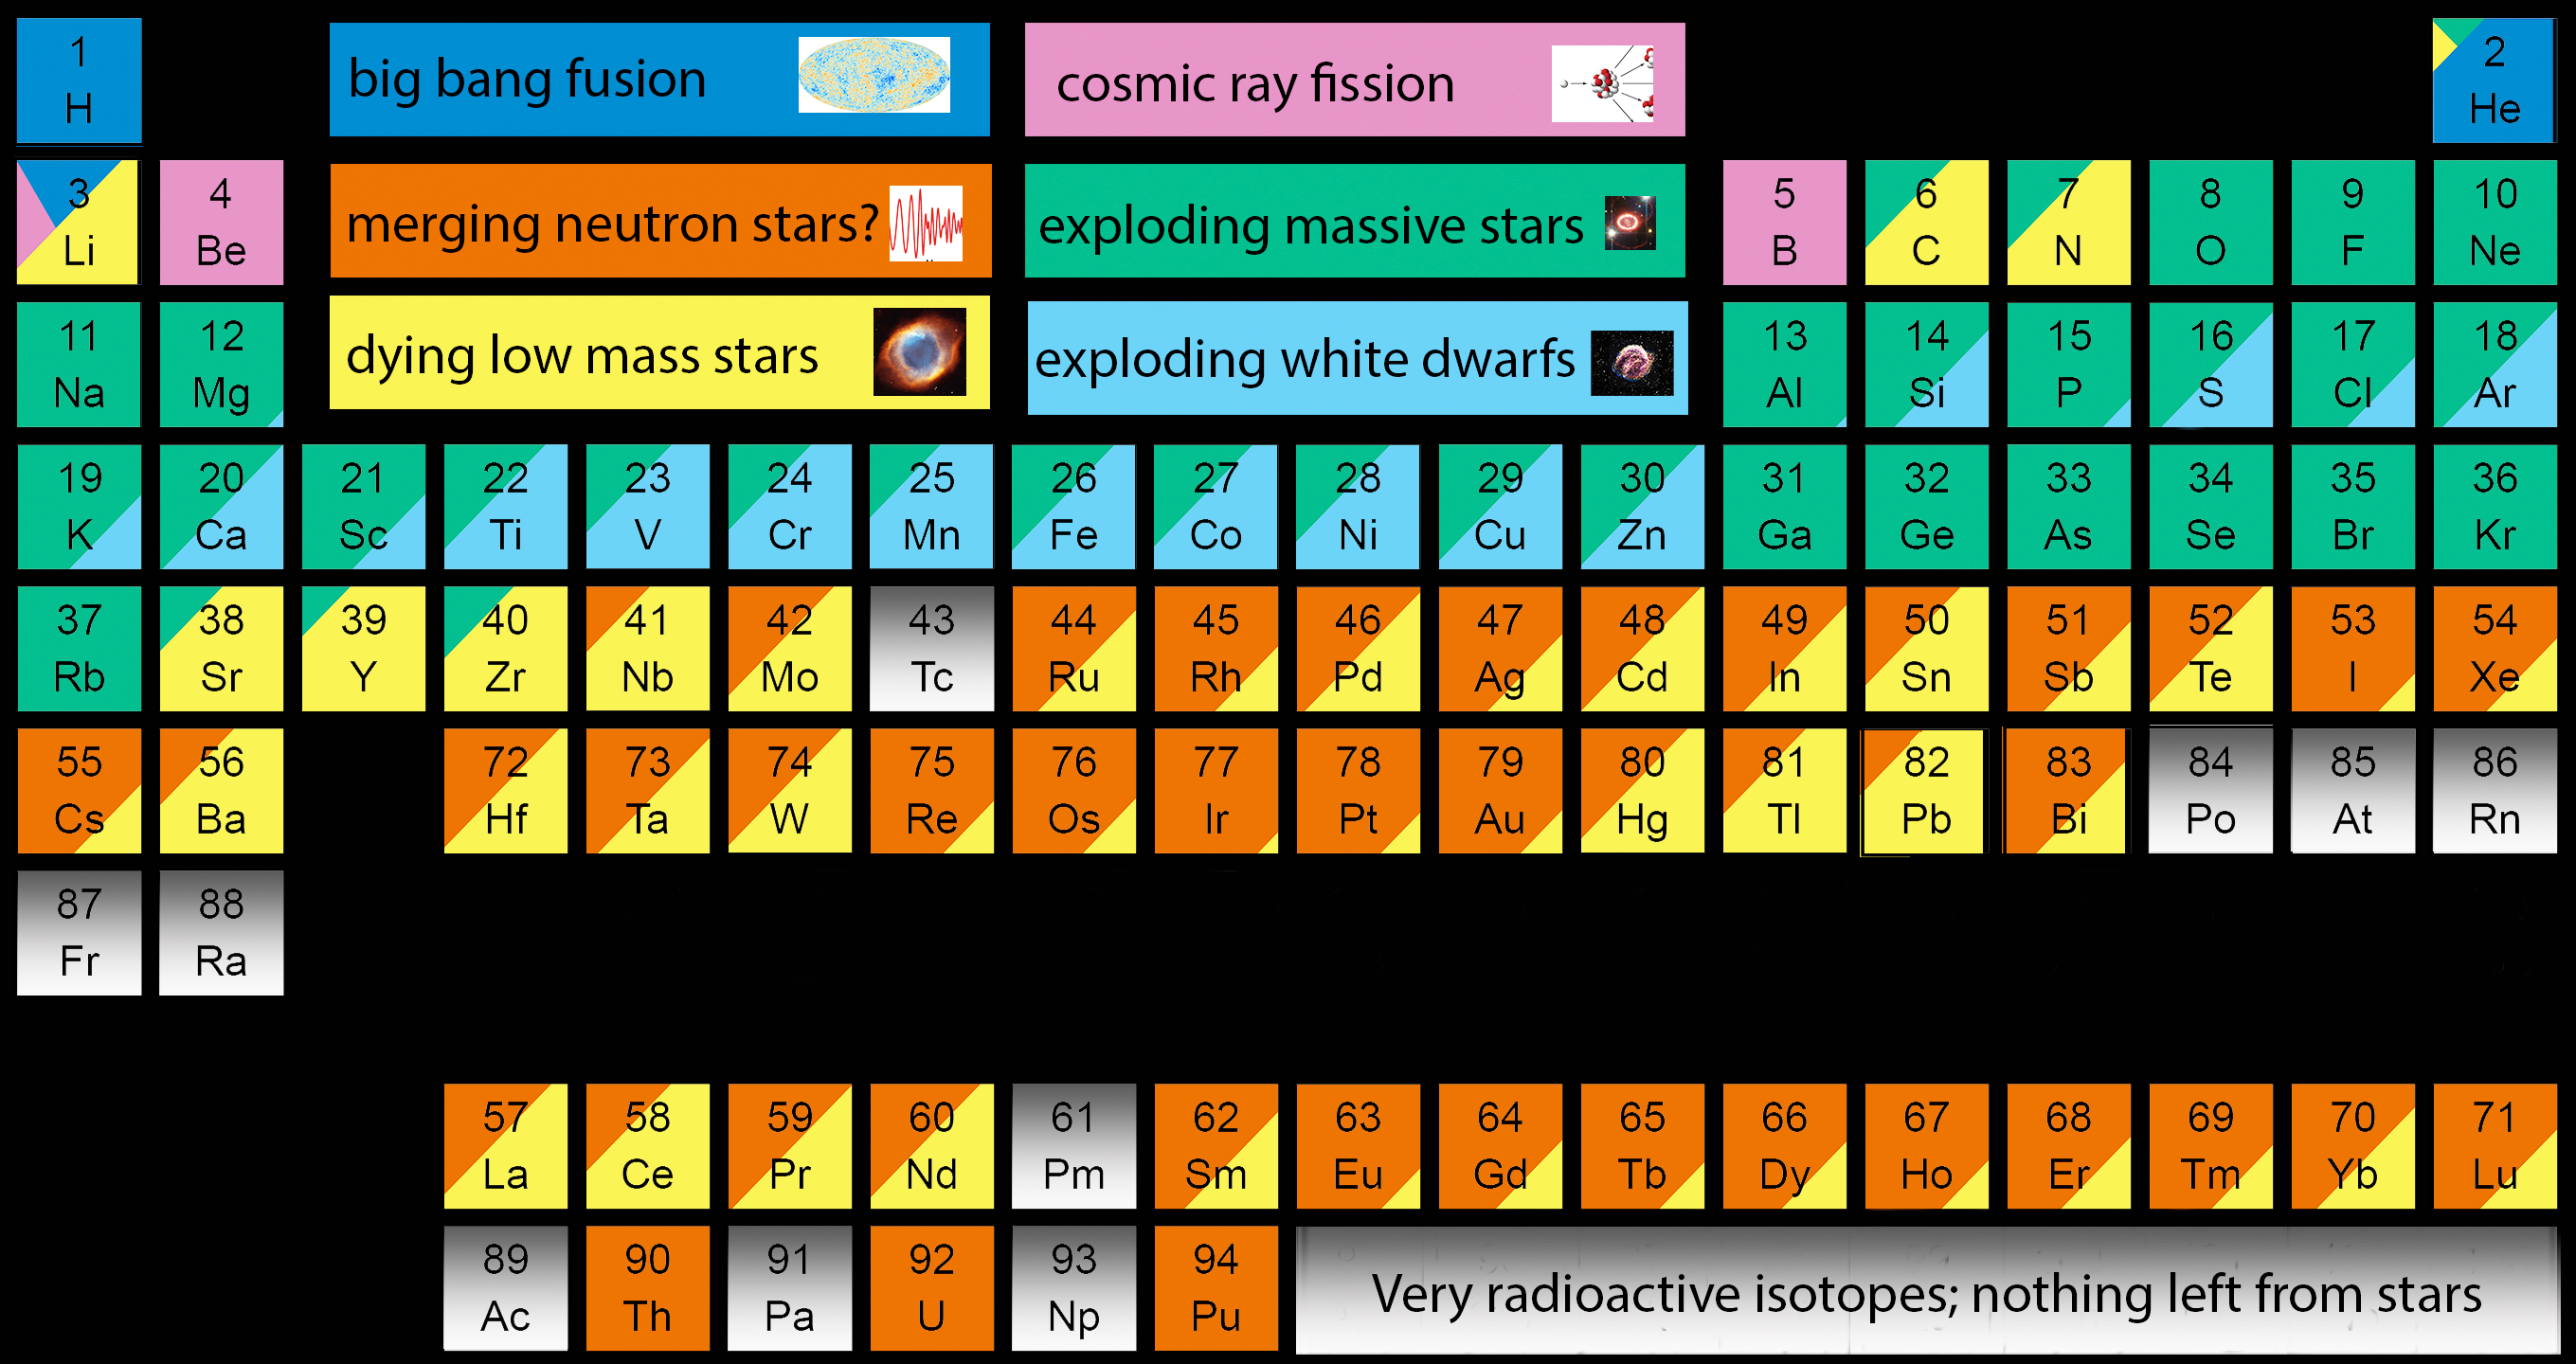 1 2
H big bang fusion cosmic ray fission He
3 4 5 6 7 8 9 10
Li Be merging neutron stars? exploding massive stars B C N O F Ne
11 12 13 14 15 16 17 18
Na Mg dying low mass stars exploding white dwarfs Al Si P S Cl Ar
19 20 21 22 23 24 25 26 27 28 29 30 31 32 33 34 35 36
K Ca Sc Ti V Cr Mn Fe Co Ni Cu Zn Ga Ge As Se Br Kr
37 38 39 40 41 42 43 44 45 46 47 48 49 50 51 52 53 54
Rb Sr Y Zr Nb Mo Tc Ru Rh Pd Ag Cd In Sn Sb Te I Xe
55 56 72 73 74 75 76 77 78 79 80 81 82 83 84 85 86
Cs Ba Hf Ta W Re Os Ir Pt Au Hg Tl Pb Bi Po At Rn
87 88
Fr Ra
57 58 59 60 61 62 63 64 65 66 67 68 69 70 71
La Ce Pr Nd Pm Sm Eu Gd Tb Dy Ho Er Tm Yb Lu
89 90 91 92 93 94
Ac Th Pa U Np Pu Very radioactive isotopes; nothing left from stars